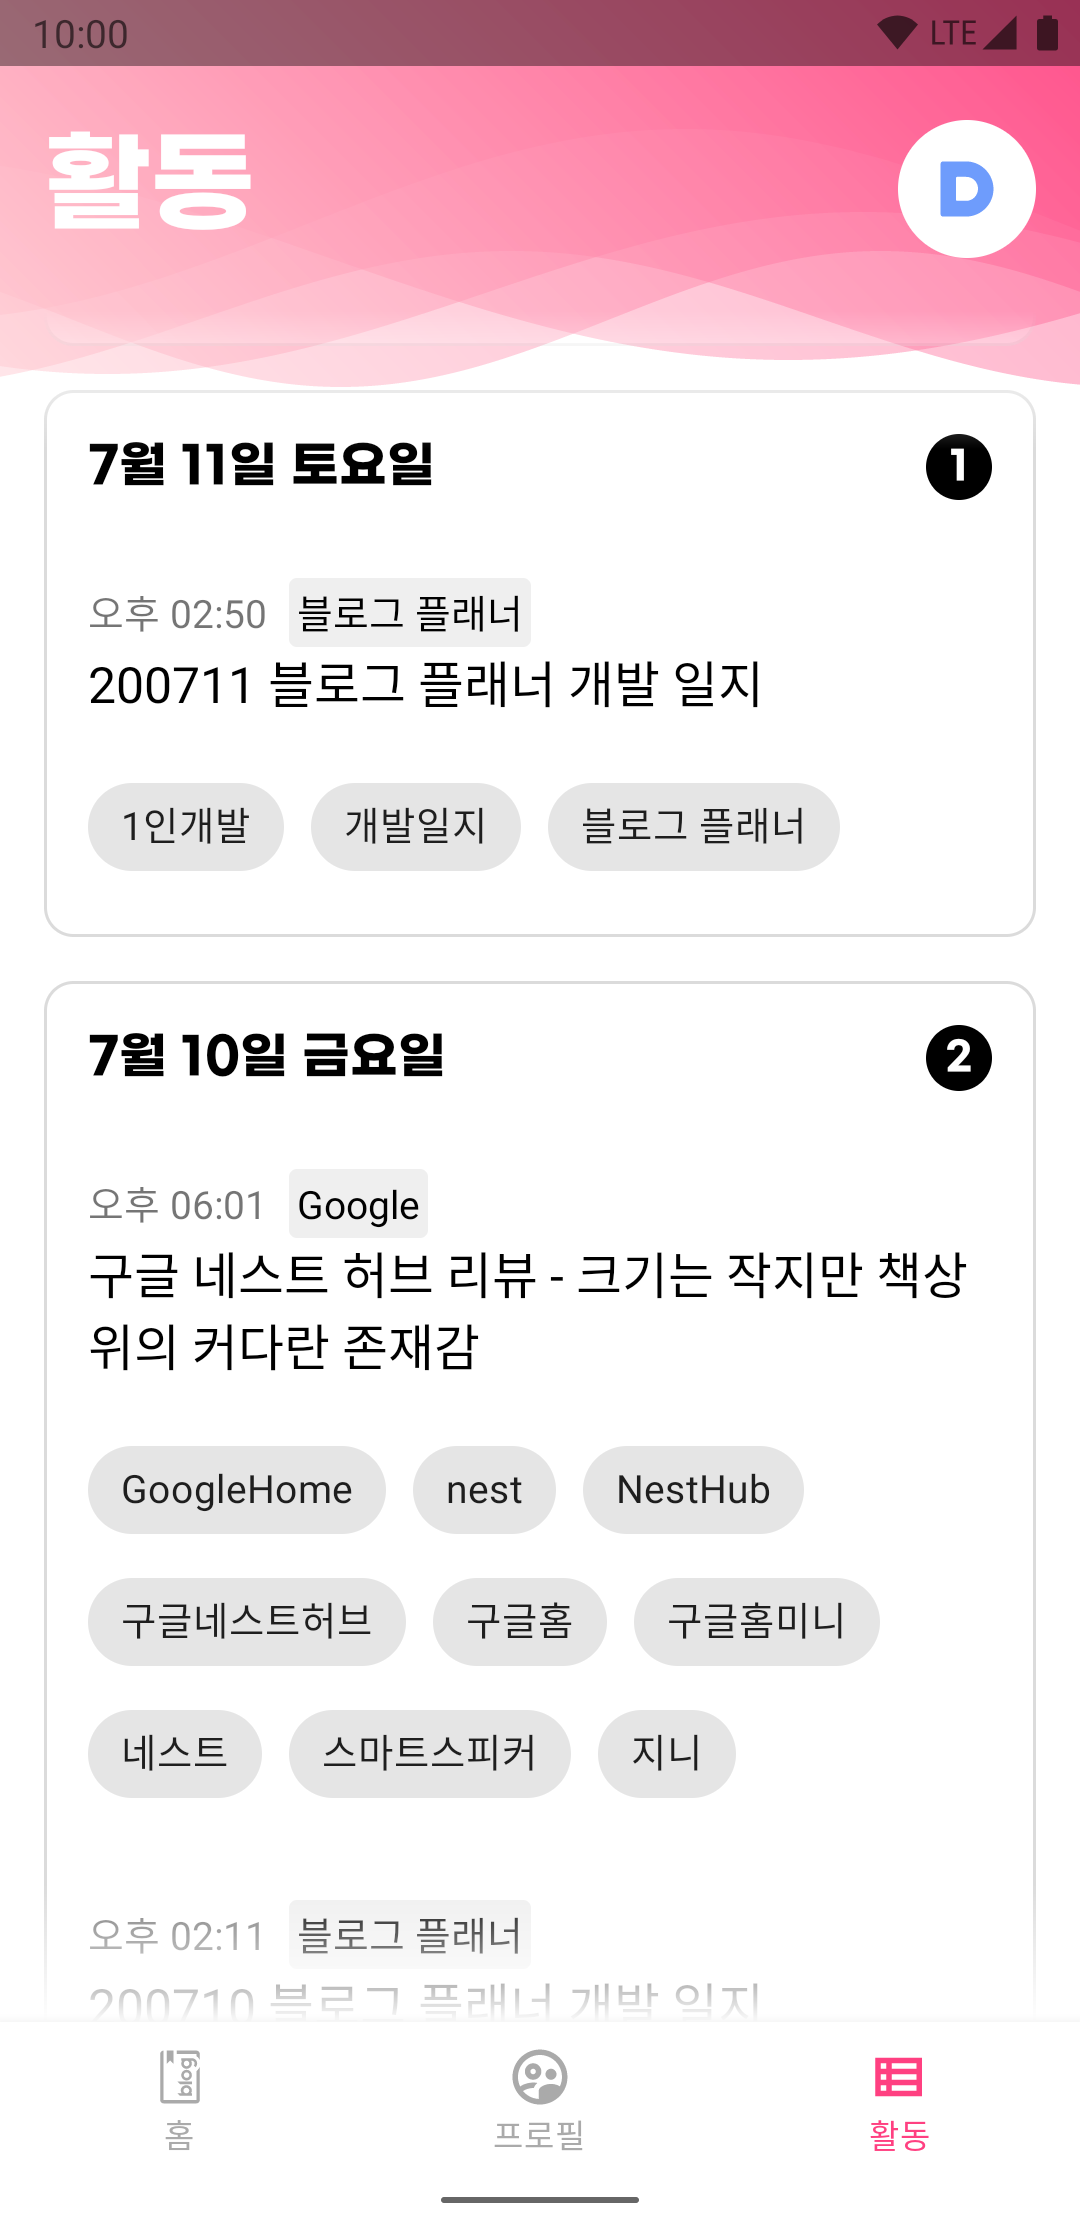 10:00
LTE
활동
D
7월 11일 토요일
1
오후 02:50 블로그 플래너
200711 블로그 플래너 개발 일지
1인개발 개발일지 블로그 플래너
7월 10일 금요일
2
오후 06:01 Google
구글 네스트 허브 리뷰 - 크기는 작지만 책상
위의 커다란 존재감
GoogleHome nest NestHub
구글네스트허브 구글홈 구글홈미니
네스트 스마트스피커 지니
오후 02:11 블로그 플래너
200710 블로그 플래너 개발 일지
blog
홈 프로필 활동